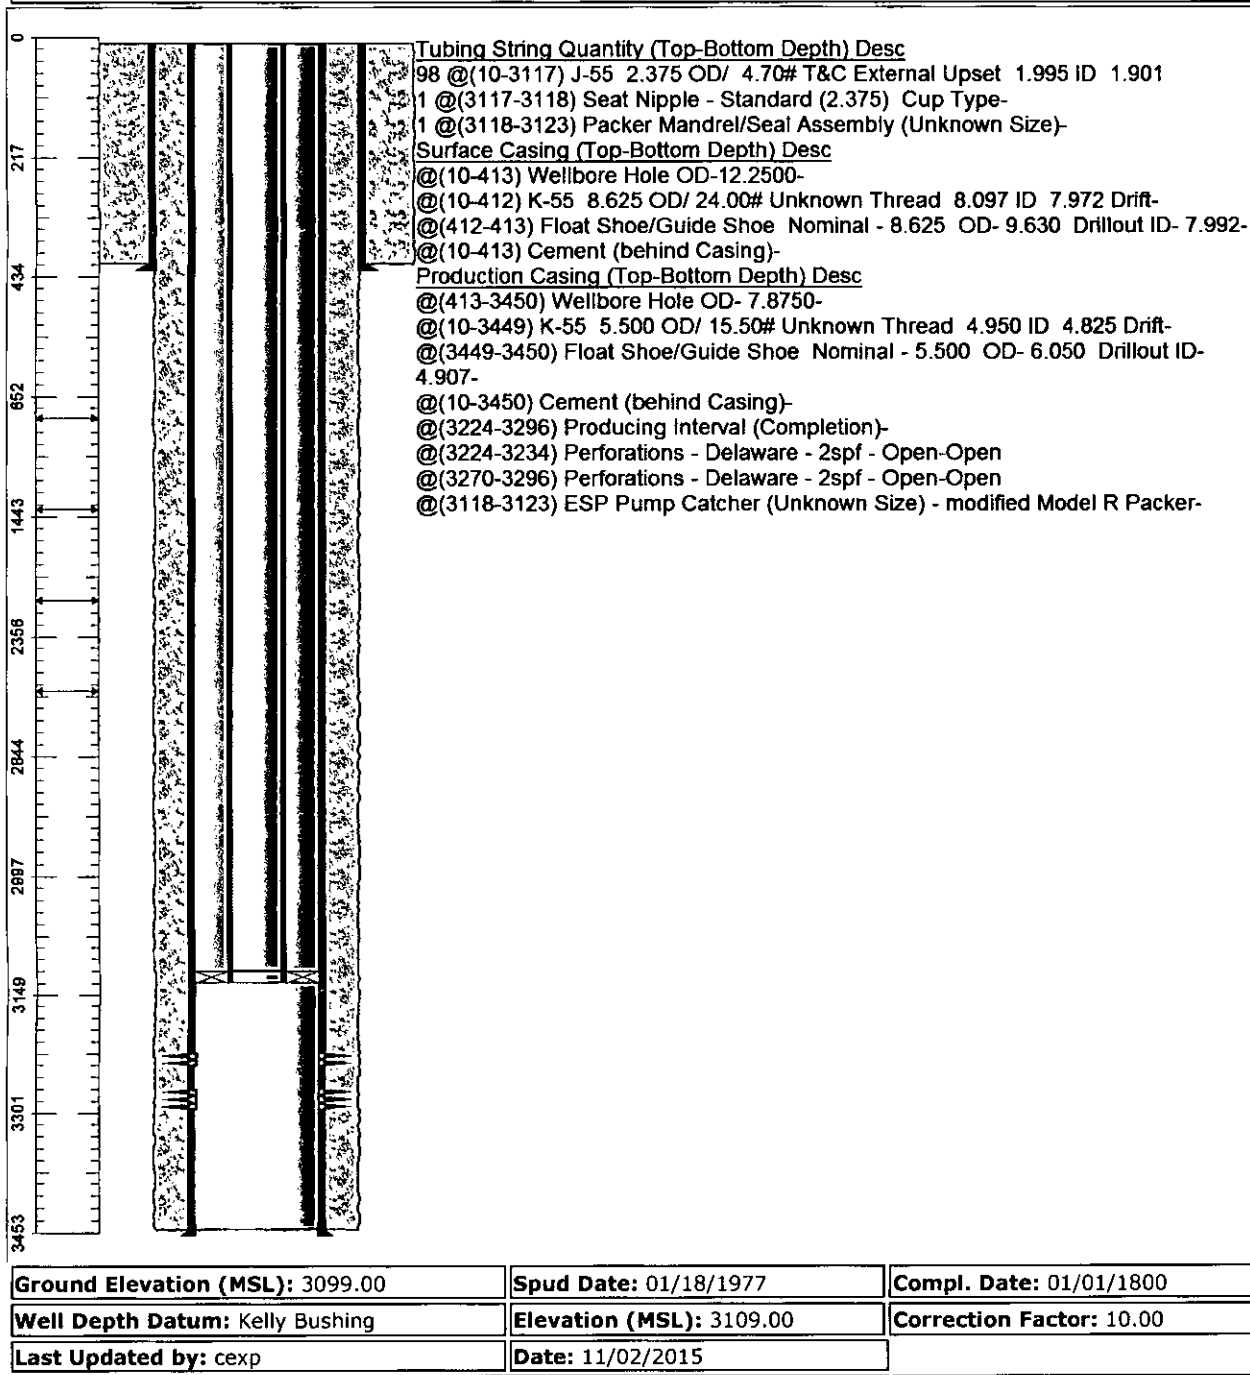 Tubing String Quantity (Top-Bottom Depth) Desc
98 @(10-3117) J-55 2.375 OD/ 4.70# T&C External Upset 1.995 ID 1.901
1 @(3117-3118) Seat Nipple - Standard (2.375) Cup Type-
1 @(3118-3123) Packer Mandrel/Seal Assembly (Unknown Size)-
Surface Casing (Top-Bottom Depth) Desc
@(10-413) Wellbore Hole OD-12.2500-
@(10-412) K-55 8.625 OD/ 24.00# Unknown Thread 8.097 ID 7.972 Drift-
@(412-413) Float Shoe/Guide Shoe Nominal - 8.625 OD- 9.630 Drillout ID- 7.992-
@(10-413) Cement (behind Casing)-
Production Casing (Top-Bottom Depth) Desc
@(413-3450) Wellbore Hole OD- 7.8750-
@(10-3449) K-55 5.500 OD/ 15.50# Unknown Thread 4.950 ID 4.825 Drift-
@(3449-3450) Float Shoe/Guide Shoe Nominal - 5.500 OD- 6.050 Drillout ID-
4.907-
@(10-3450) Cement (behind Casing)-
@(3224-3296) Producing Interval (Completion)-
@(3224-3234) Perforations - Delaware - 2spf - Open-Open
@(3270-3296) Perforations - Delaware - 2spf - Open-Open
@(3118-3123) ESP Pump Catcher (Unknown Size) - modified Model R Packer-
0
217
434
652
1443
2356
2844
2997
3149
3301
3453
Ground Elevation (MSL): 3099.00
Spud Date: 01/18/1977
Compl. Date: 01/01/1800
Well Depth Datum: Kelly Bushing
Elevation (MSL): 3109.00
Correction Factor: 10.00
Last Updated by: cexp
Date: 11/02/2015